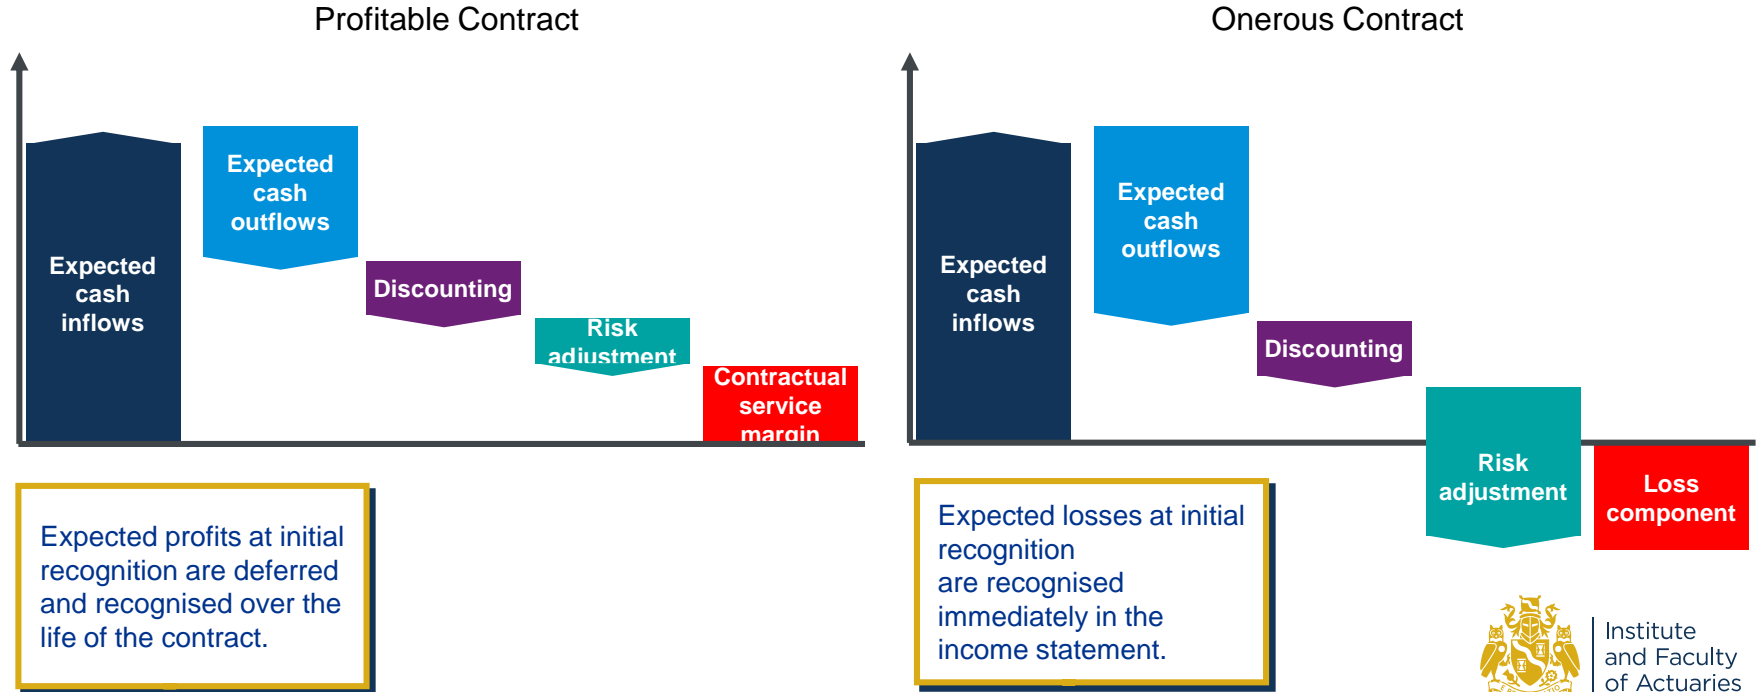 Profitable Contract
Expected
cash
inflows
Expected
cash
outflows
Discounting
Risk
adjustment
Contractual
service
margin
Expected profits at initial
recognition are deferred
and recognised over the
life of the contract.
Onerous Contract
Expected
cash
inflows
Expected
cash
outflows
Discounting
Risk
adjustment
Loss
component
Expected losses at initial
recognition
are recognised
immediately in the
income statement.
Institute
and Faculty
of Actuaries